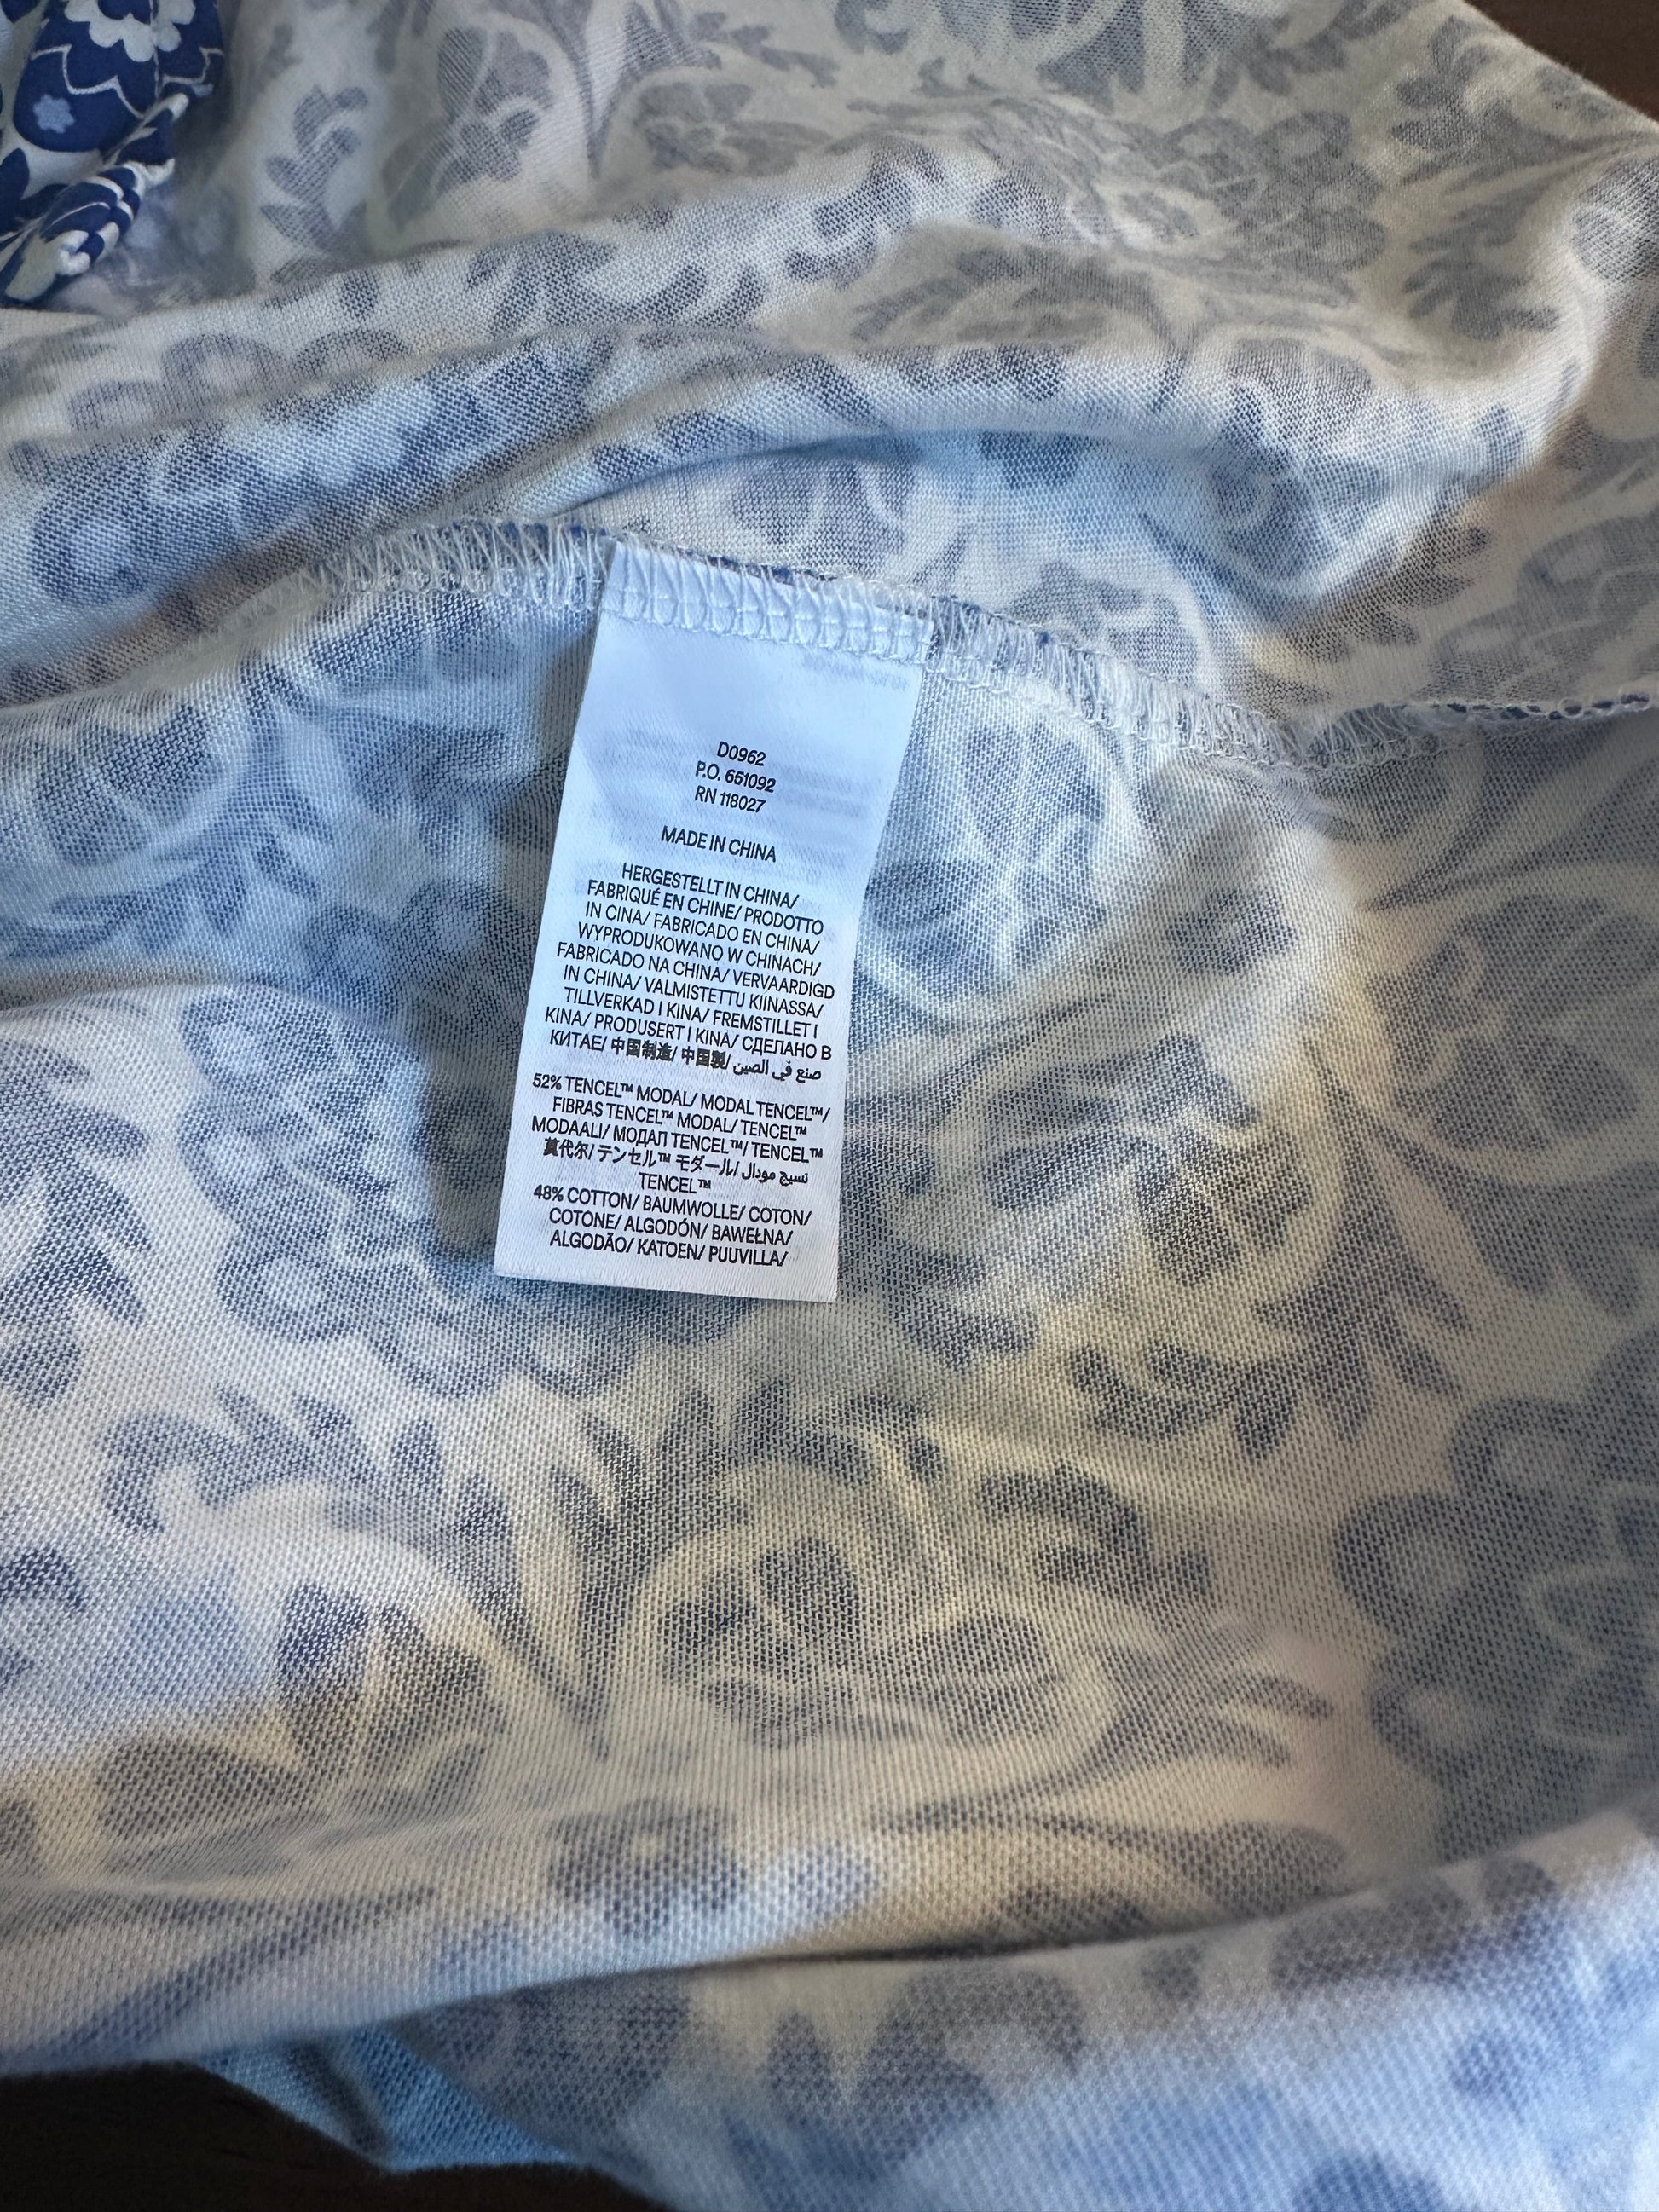 D0962
P.O. 651092
RN 118027
MADE IN CHINA
HERGESTELLT IN CHINA/
FABRIQUÉ EN CHINE/ PRODOTTO
IN CINA/ FABRICADO EN CHINA/
WYPRODUKOWANO W CHINACH/
FABRICADO NA CHINA/ VERVAARDIGD
IN CHINA/ VALMISTETTU KIINASSA/
TILLVERKAD I KINA/ FREMSTILLET I
KINA/ PRODUSERT I KINA/ СДЕЛАНО В
КИТАЕ/ 中国制造/ 中国製/ صنع في الصين
52% TENCEL™ MODAL/ MODAL TENCEL™/
FIBRAS TENCEL™ MODAL/ TENCEL™
MODAALI/ МОДАЛ TENCEL™/ TENCEL™
莫代尔/ テンセル™ モダール/ نسيج مودال
TENCEL™
48% COTTON/ BAUMWOLLE/ COTON/
COTONE/ ALGODÓN/ BAWEŁNA/
ALGODÃO/ KATOEN/ PUUVILLA/